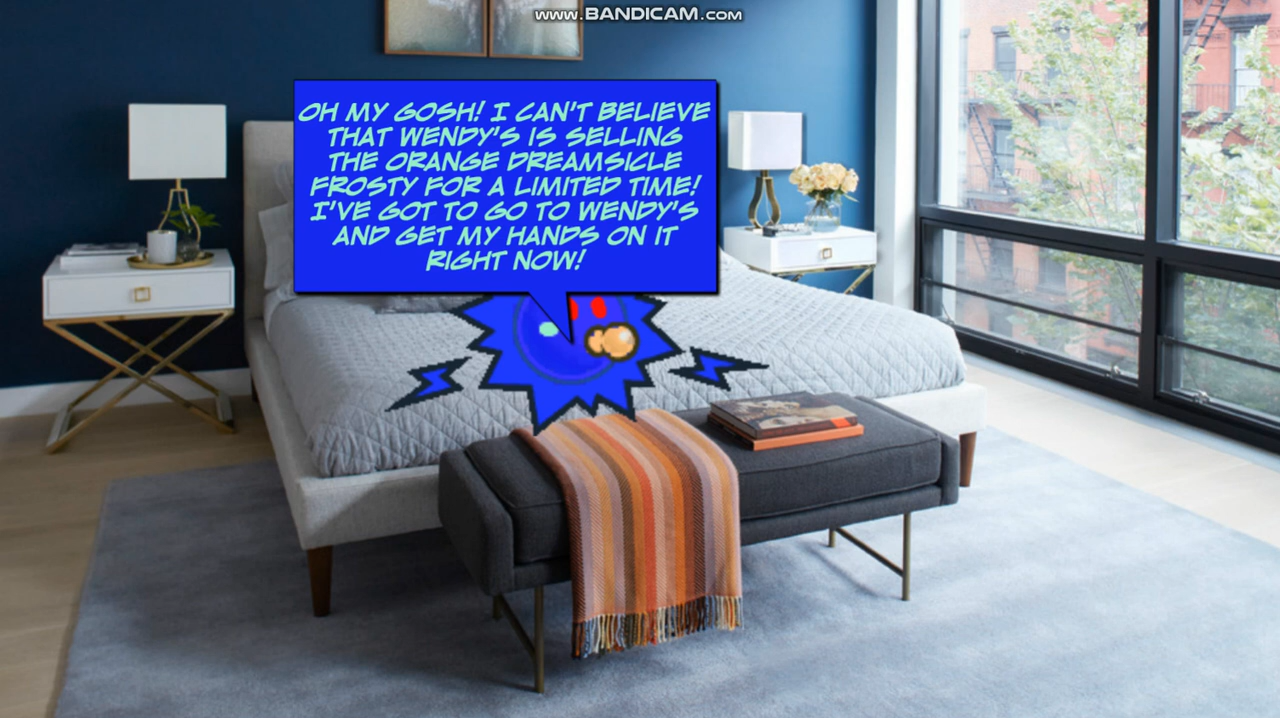 www.BANDICAM.com
OH MY GOSH! I CAN'T BELIEVE
THAT WENDY'S IS SELLING
THE ORANGE DREAMSICLE
FROSTY FOR A LIMITED TIME!
I'VE GOT TO GO TO WENDY'S
AND GET MY HANDS ON IT
RIGHT NOW!